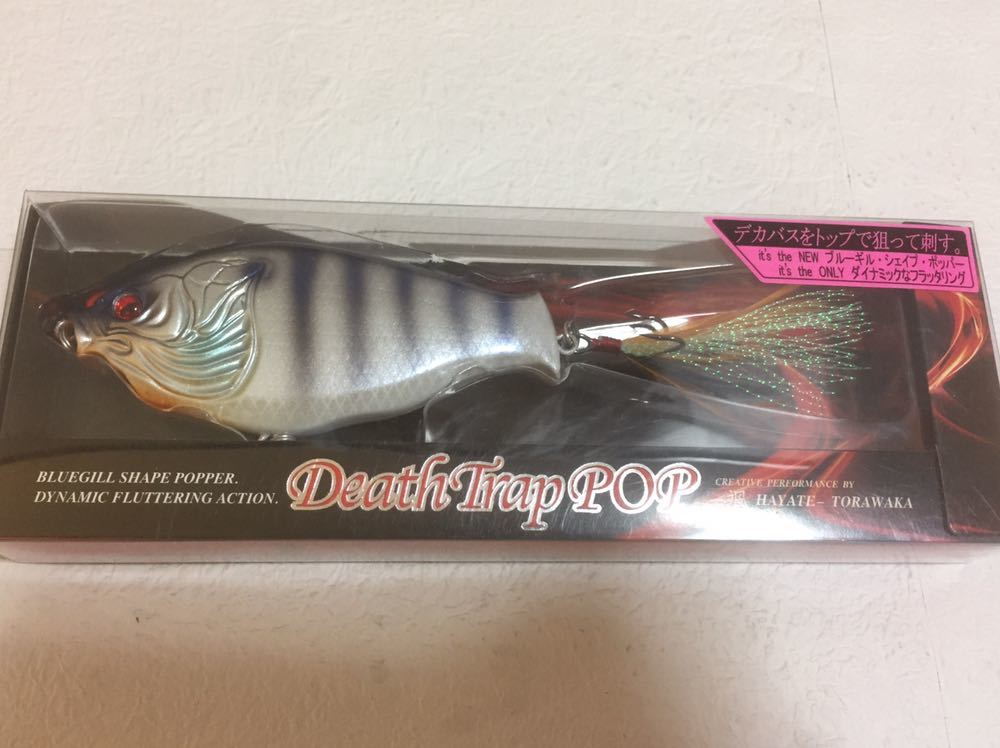 デカバスをトップで狙って刺す。
it's the NEW ブルーギル・シェイプ・ポッパー
it's the ONLY ダイナミックなフラッタリング
BLUEGILL SHAPE POPPER.
DYNAMIC FLUTTERING ACTION.
Death Trap POP
CREATIVE PERFORMANCE BY
HAYATE- TORAWAKA